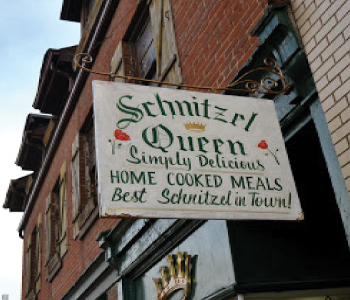 Schnitzel
Queen
Simply Delicious
HOME COOKED MEALS
Best Schnitzel in Town!